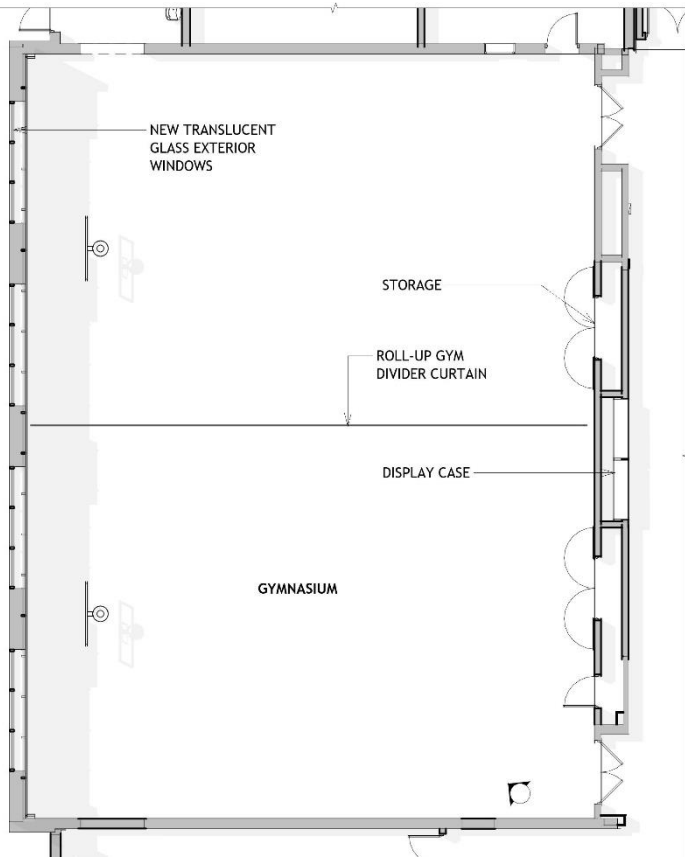 NEW TRANSLUCENT
GLASS EXTERIOR
WINDOWS
STORAGE
ROLL-UP GYM
DIVIDER CURTAIN
DISPLAY CASE
GYMNASIUM